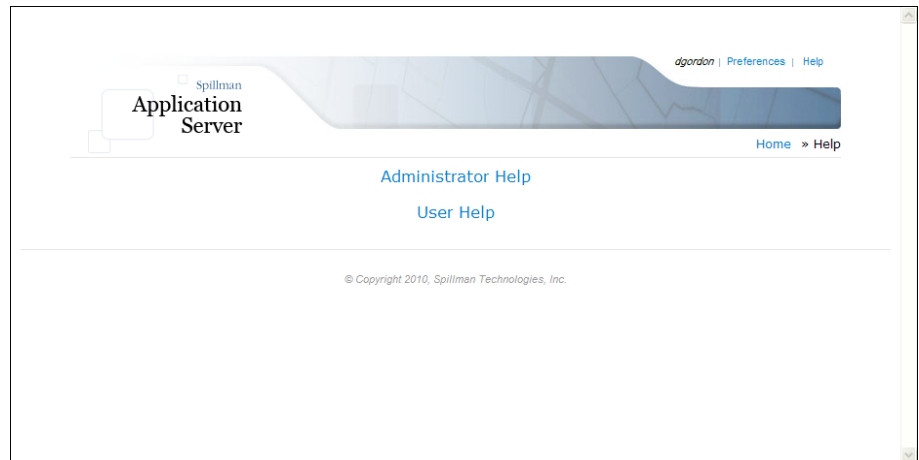 dgordon | Preferences | Help
Spillman
Application
Server
Home » Help
Administrator Help
User Help
© Copyright 2010, Spillman Technologies, Inc.